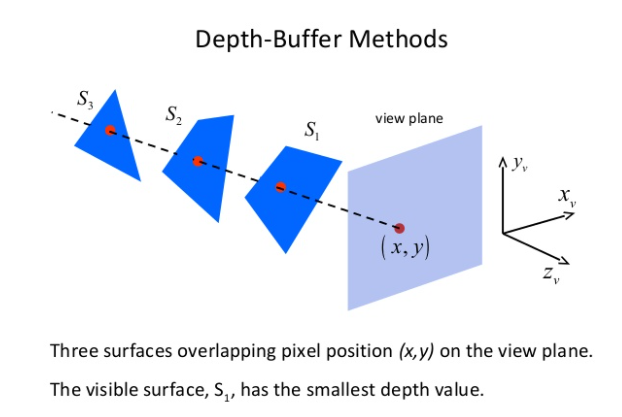 Depth-Buffer Methods
S₃
S₂
S₁
view plane
(x, y)
yᵥ
xᵥ
zᵥ
Three surfaces overlapping pixel position (x,y) on the view plane.
The visible surface, S₁, has the smallest depth value.